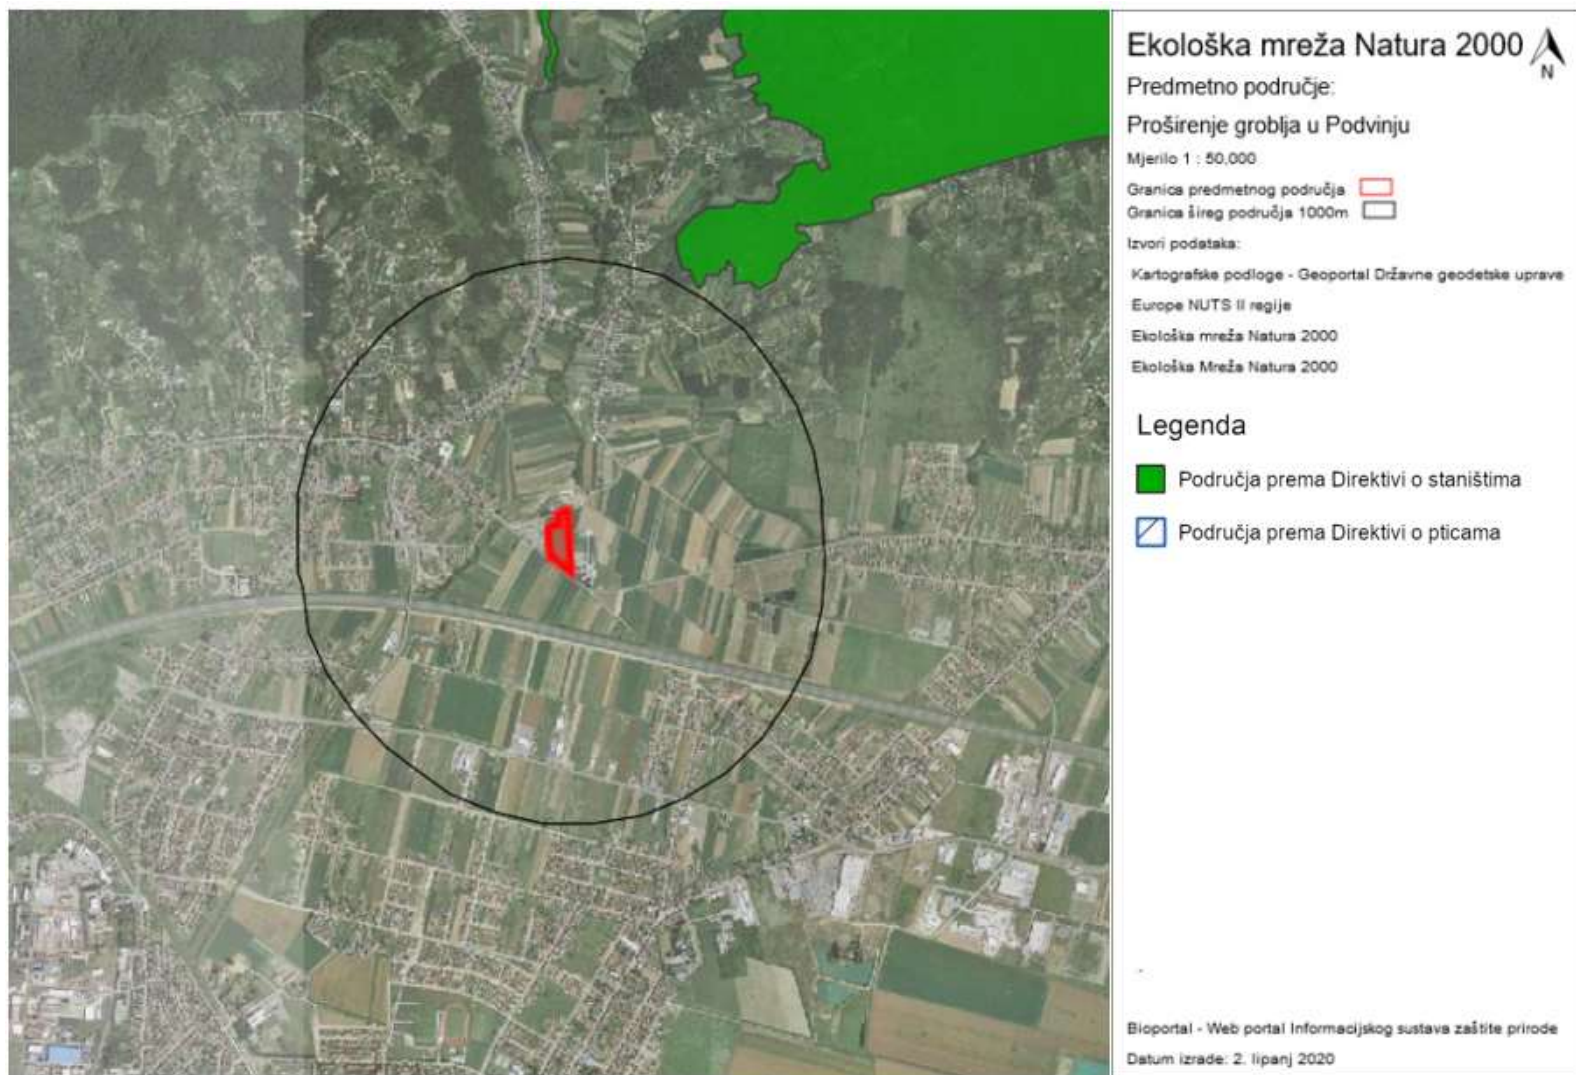 Ekološka mreža Natura 2000
N
Predmetno područje:
Proširenje groblja u Podvinju
Mjerilo 1 : 50,000
Granica predmetnog područja
Granica šireg područja 1000m
Izvori podataka:
Kartografske podloge - Geoportal Državne geodetske uprave
Europe NUTS II regije
Ekološka mreža Natura 2000
Ekološka Mreža Natura 2000
Legenda
Područja prema Direktivi o staništima
Područja prema Direktivi o pticama
Bioportal - Web portal Informacijskog sustava zaštite prirode
Datum izrade: 2. lipanj 2020